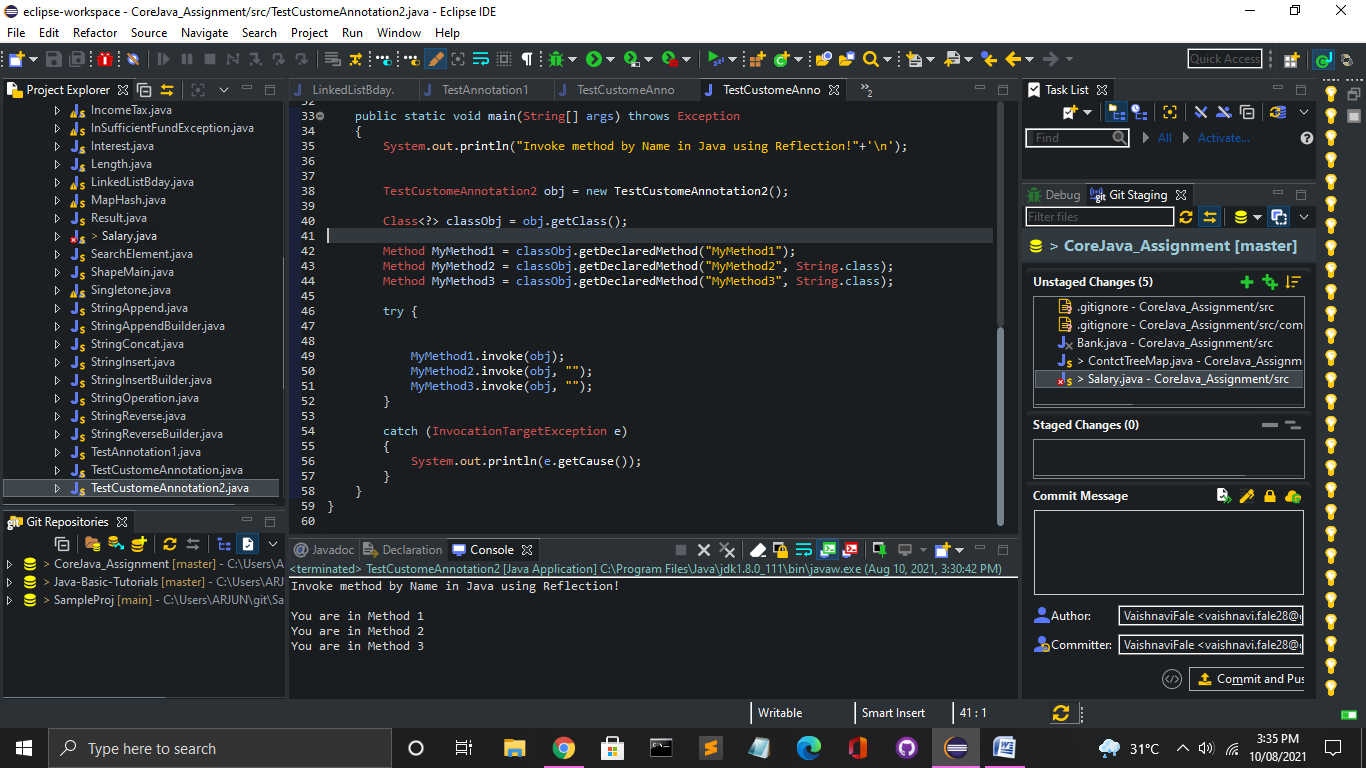 eclipse-workspace - CoreJava_Assignment/src/TestCustomeAnnotation2.java - Eclipse IDE
File Edit Refactor Source Navigate Search Project Run Window Help
Quick Access
Project Explorer
IncomeTax.java
InSufficientFundException.java
Interest.java
Length.java
LinkedListBday.java
MapHash.java
Result.java
> Salary.java
SearchElement.java
ShapeMain.java
Singletone.java
StringAppend.java
StringAppendBuilder.java
StringConcat.java
StringInsert.java
StringInsertBuilder.java
StringOperation.java
StringReverse.java
StringReverseBuilder.java
TestAnnotation1.java
TestCustomeAnnotation.java
TestCustomeAnnotation2.java
Git Repositories
> CoreJava_Assignment [master] - C:\Users\A
> Java-Basic-Tutorials [master] - C:\Users\ARJ
> SampleProj [main] - C:\Users\ARJUN\git\Sa
LinkedListBday. TestAnnotation1 TestCustomeAnno TestCustomeAnno »2
32
33 public static void main(String[] args) throws Exception
34 {
35 System.out.println("Invoke method by Name in Java using Reflection!"+'\n');
36
37
38 TestCustomeAnnotation2 obj = new TestCustomeAnnotation2();
39
40 Class<?> classObj = obj.getClass();
41
42 Method MyMethod1 = classObj.getDeclaredMethod("MyMethod1");
43 Method MyMethod2 = classObj.getDeclaredMethod("MyMethod2", String.class);
44 Method MyMethod3 = classObj.getDeclaredMethod("MyMethod3", String.class);
45
46 try {
47
48
49 MyMethod1.invoke(obj);
50 MyMethod2.invoke(obj, "");
51 MyMethod3.invoke(obj, "");
52 }
53
54 catch (InvocationTargetException e)
55 {
56 System.out.println(e.getCause());
57 }
58 }
59 }
60
Javadoc Declaration Console
<terminated> TestCustomeAnnotation2 [Java Application] C:\Program Files\Java\jdk1.8.0_111\bin\javaw.exe (Aug 10, 2021, 3:30:42 PM)
Invoke method by Name in Java using Reflection!
You are in Method 1
You are in Method 2
You are in Method 3
Task List
Find All Activate...
Debug Git Staging
Filter files
> CoreJava_Assignment [master]
Unstaged Changes (5)
.gitignore - CoreJava_Assignment/src
.gitignore - CoreJava_Assignment/src/com
Bank.java - CoreJava_Assignment/src
> ContctTreeMap.java - CoreJava_Assignm
> Salary.java - CoreJava_Assignment/src
Staged Changes (0)
Commit Message
Author: VaishnaviFale <vaishnavi.fale28@
Committer: VaishnaviFale <vaishnavi.fale28@
Commit and Pus
Writable Smart Insert 41 : 1
Type here to search
31°C
3:35 PM
10/08/2021